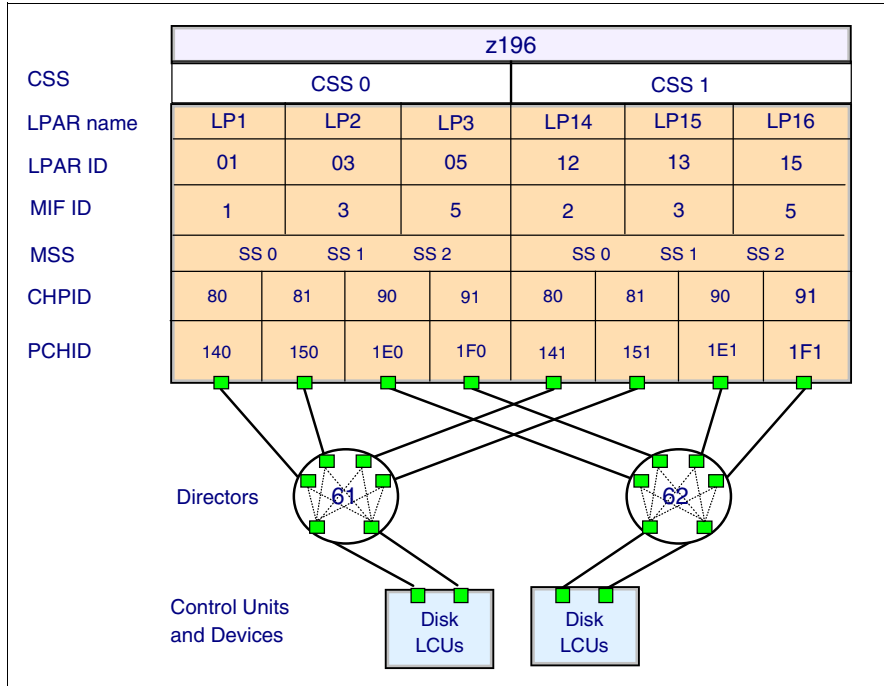 z196
CSS CSS 0 CSS 1
LPAR name LP1 LP2 LP3 LP14 LP15 LP16
LPAR ID 01 03 05 12 13 15
MIF ID 1 3 5 2 3 5
MSS SS 0 SS 1 SS 2 SS 0 SS 1 SS 2
CHPID 80 81 90 91 80 81 90 91
PCHID 140 150 1E0 1F0 141 151 1E1 1F1
Directors 61 62
Control Units
and Devices
Disk
LCUs
Disk
LCUs